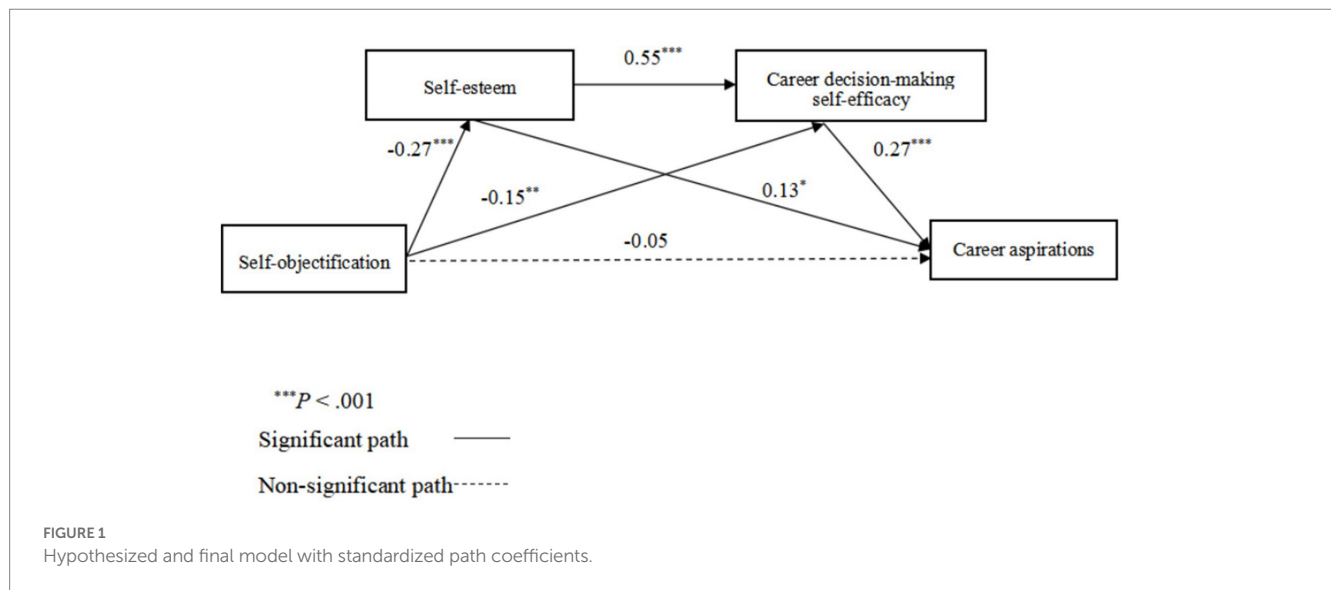 0.55***
Self-esteem
Career decision-making
self-efficacy
-0.27***
0.27***
-0.15**
0.13*
-0.05
Self-objectification
Career aspirations
***P < .001
Significant path
Non-significant path
FIGURE 1
Hypothesized and final model with standardized path coefficients.